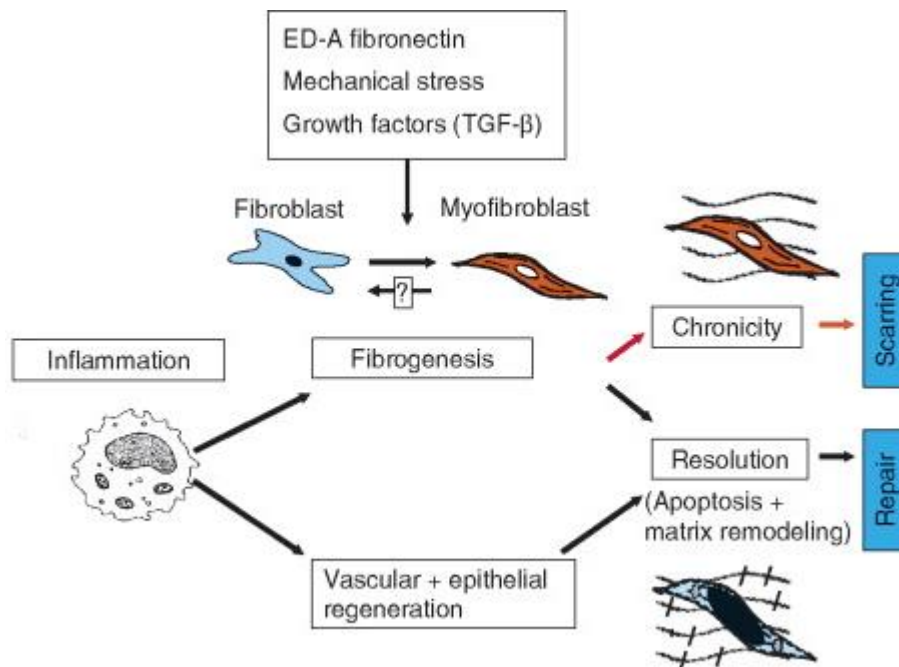 ED-A fibronectin
Mechanical stress
Growth factors (TGF-β)
Fibroblast
Myofibroblast
?
Inflammation
Fibrogenesis
Chronicity
Scarring
Resolution
(Apoptosis +
matrix remodeling)
Repair
Vascular + epithelial
regeneration